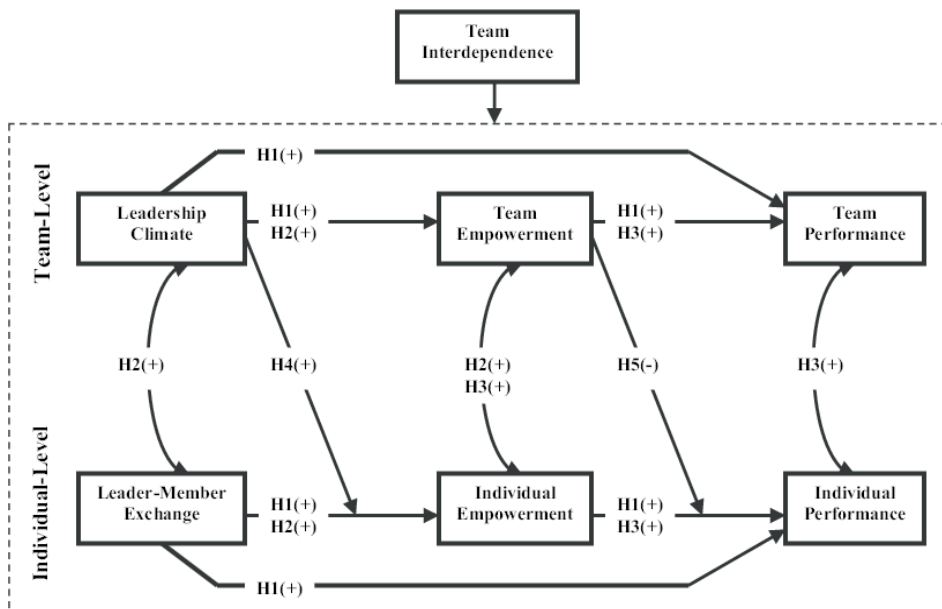 Team
Interdependence
Team-Level
H1(+)
Leadership
Climate
H1(+)
H2(+)
Team
Empowerment
H1(+)
H3(+)
Team
Performance
H2(+)
H4(+)
H2(+)
H3(+)
H5(-)
H3(+)
Individual-Level
Leader-Member
Exchange
H1(+)
H2(+)
Individual
Empowerment
H1(+)
H3(+)
Individual
Performance
H1(+)